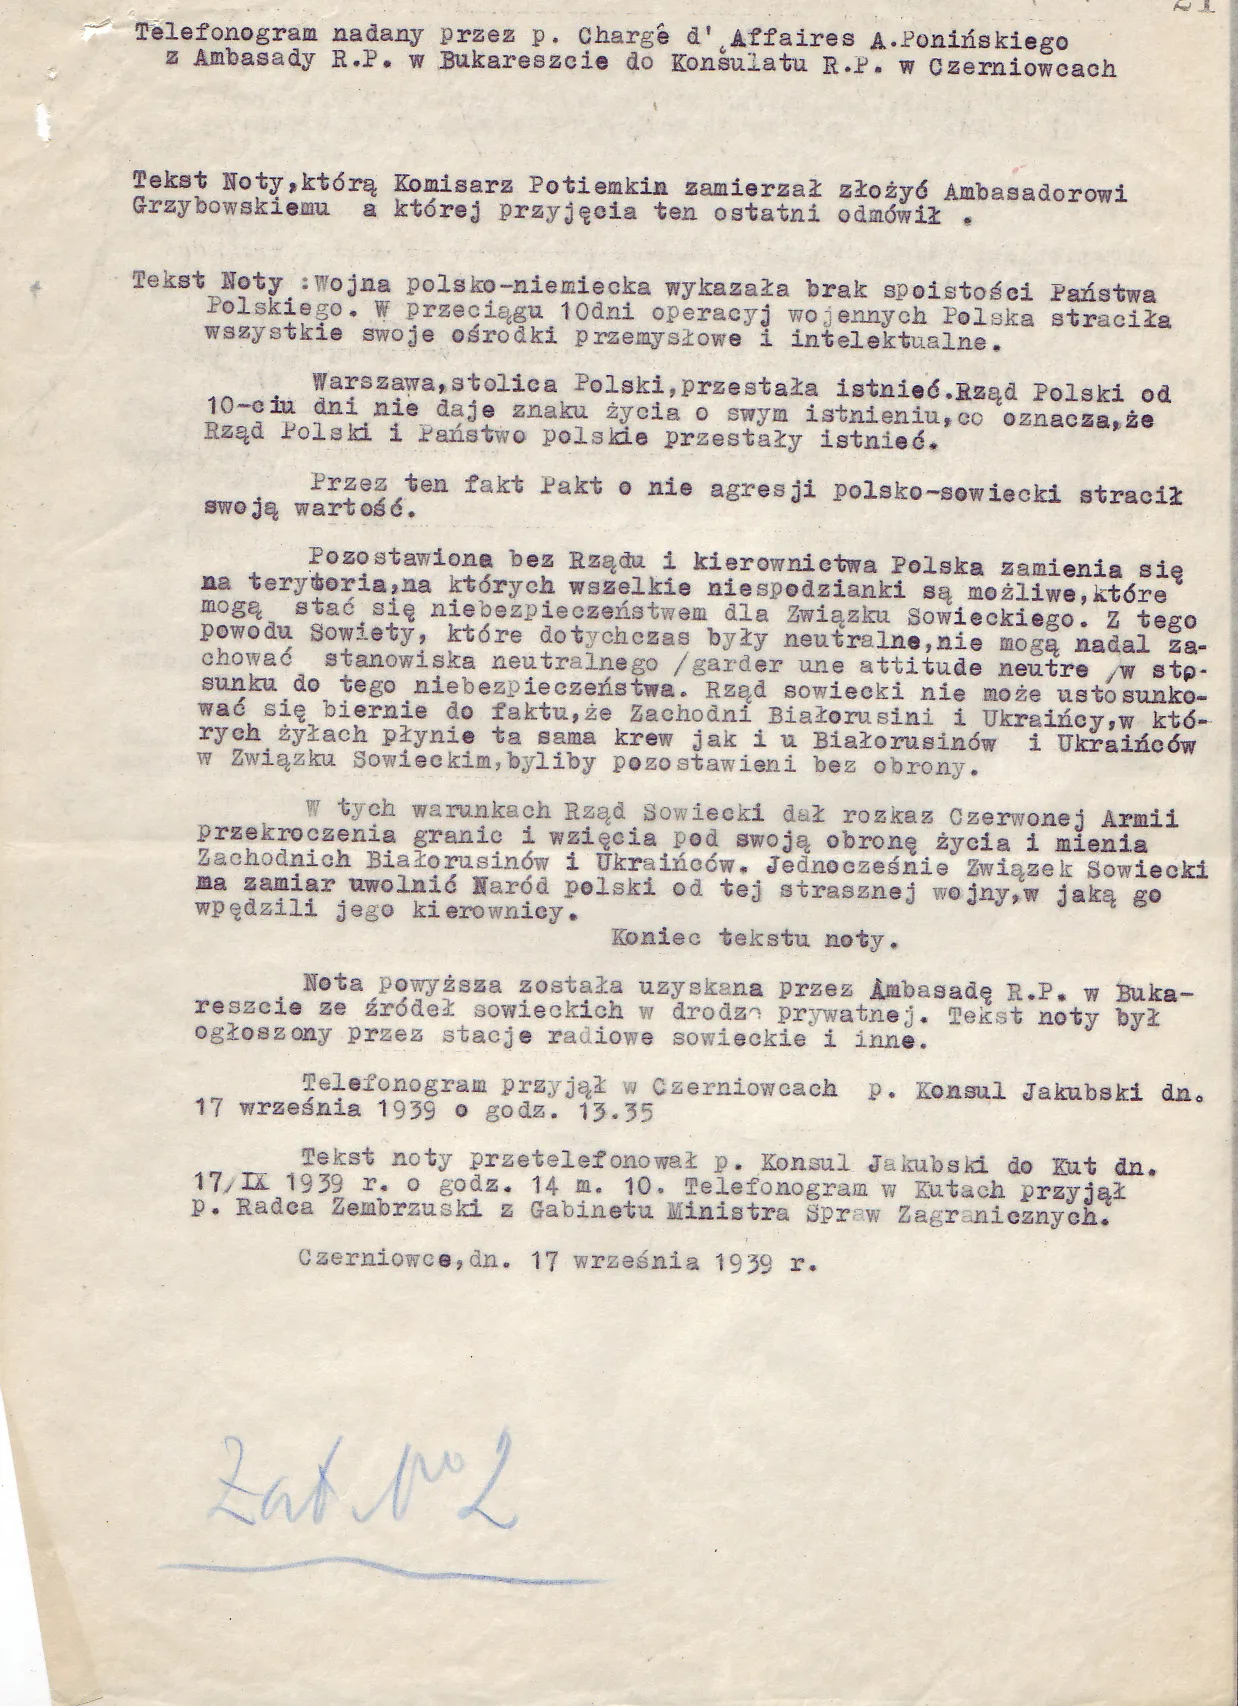 21
Telefonogram nadany przez p. Chargê d' Affaires A.Ponińskiego
z Ambasady R.P. w Bukareszcie do Konsulatu R.P. w Czerniowcach
Tekst Noty,którą Komisarz Potiemkin zamierzał złożyć Ambasadorowi
Grzybowskiemu a której przyjęcia ten ostatni odmówił .
Tekst Noty :Wojna polsko-niemiecka wykazała brak spoistości Państwa
Polskiego. W przeciągu 10dni operacyj wojennych Polska straciła
wszystkie swoje ośrodki przemysłowe i intelektualne.
Warszawa,stolica Polski,przestała istnieć.Rząd Polski od
10-ciu dni nie daje znaku życia o swym istnieniu,co oznacza,że
Rząd Polski i Państwo polskie przestały istnieć.
Przez ten fakt Pakt o nie agresji polsko-sowiecki stracił
swoją wartość.
Pozostawiona bez Rządu i kierownictwa Polska zamienia się
na terytoria,na których wszelkie niespodzianki są możliwe,które
mogą stać się niebezpieczeństwem dla Związku Sowieckiego. Z tego
powodu Sowiety, które dotychczas były neutralne,nie mogą nadal za-
chować stanowiska neutralnego /garder une attitude neutre /w sto-
sunku do tego niebezpieczeństwa. Rząd sowiecki nie może ustosunko-
wać się biernie do faktu,że Zachodni Białorusini i Ukraińcy,w któ-
rych żyłach płynie ta sama krew jak i u Białorusinów i Ukraińców
w Związku Sowieckim,byliby pozostawieni bez obrony.
W tych warunkach Rząd Sowiecki dał rozkaz Czerwonej Armii
przekroczenia granic i wzięcia pod swoją obronę życia i mienia
Zachodnich Białorusinów i Ukraińców. Jednocześnie Związek Sowiecki
ma zamiar uwolnić Naród polski od tej strasznej wojny,w jaką go
wpędzili jego kierownicy.
Koniec tekstu noty.
Nota powyższa została uzyskana przez Ambasadę R.P. w Buka-
reszcie ze źródeł sowieckich w drodze prywatnej. Tekst noty był
ogłoszony przez stacje radiowe sowieckie i inne.
Telefonogram przyjął w Czerniowcach p. Konsul Jakubski dn.
17 września 1939 o godz. 13.35
Tekst noty przetelefonował p. Konsul Jakubski do Kut dn.
17/IX 1939 r. o godz. 14 m. 10. Telefonogram w Kutach przyjął
p. Radca Zembrzuski z Gabinetu Ministra Spraw Zagranicznych.
Czerniowce,dn. 17 września 1939 r.
Zał. No 2